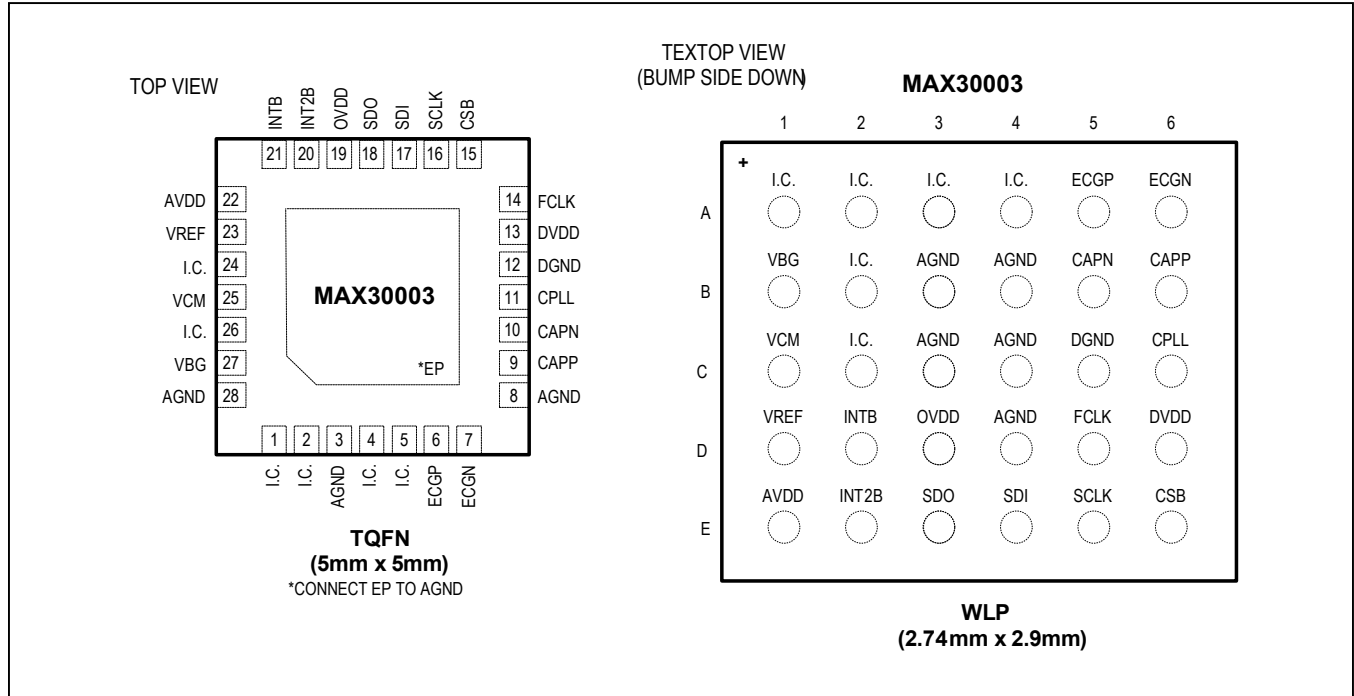 TOP VIEW
INTB INT2B OVDD SDO SDI SCLK CSB
21 20 19 18 17 16 15
AVDD 22 14 FCLK
VREF 23 13 DVDD
I.C. 24 12 DGND
VCM 25 MAX30003 11 CPLL
I.C. 26 10 CAPN
VBG 27 *EP 9 CAPP
AGND 28 8 AGND
1 2 3 4 5 6 7
I.C. I.C. AGND I.C. I.C. ECGP ECGN
TQFN
(5mm x 5mm)
*CONNECT EP TO AGND
TEXTOP VIEW
(BUMP SIDE DOWN)
MAX30003
1 2 3 4 5 6
+
I.C. I.C. I.C. I.C. ECGP ECGN
A
VBG I.C. AGND AGND CAPN CAPP
B
VCM I.C. AGND AGND DGND CPLL
C
VREF INTB OVDD AGND FCLK DVDD
D
AVDD INT2B SDO SDI SCLK CSB
E
WLP
(2.74mm x 2.9mm)